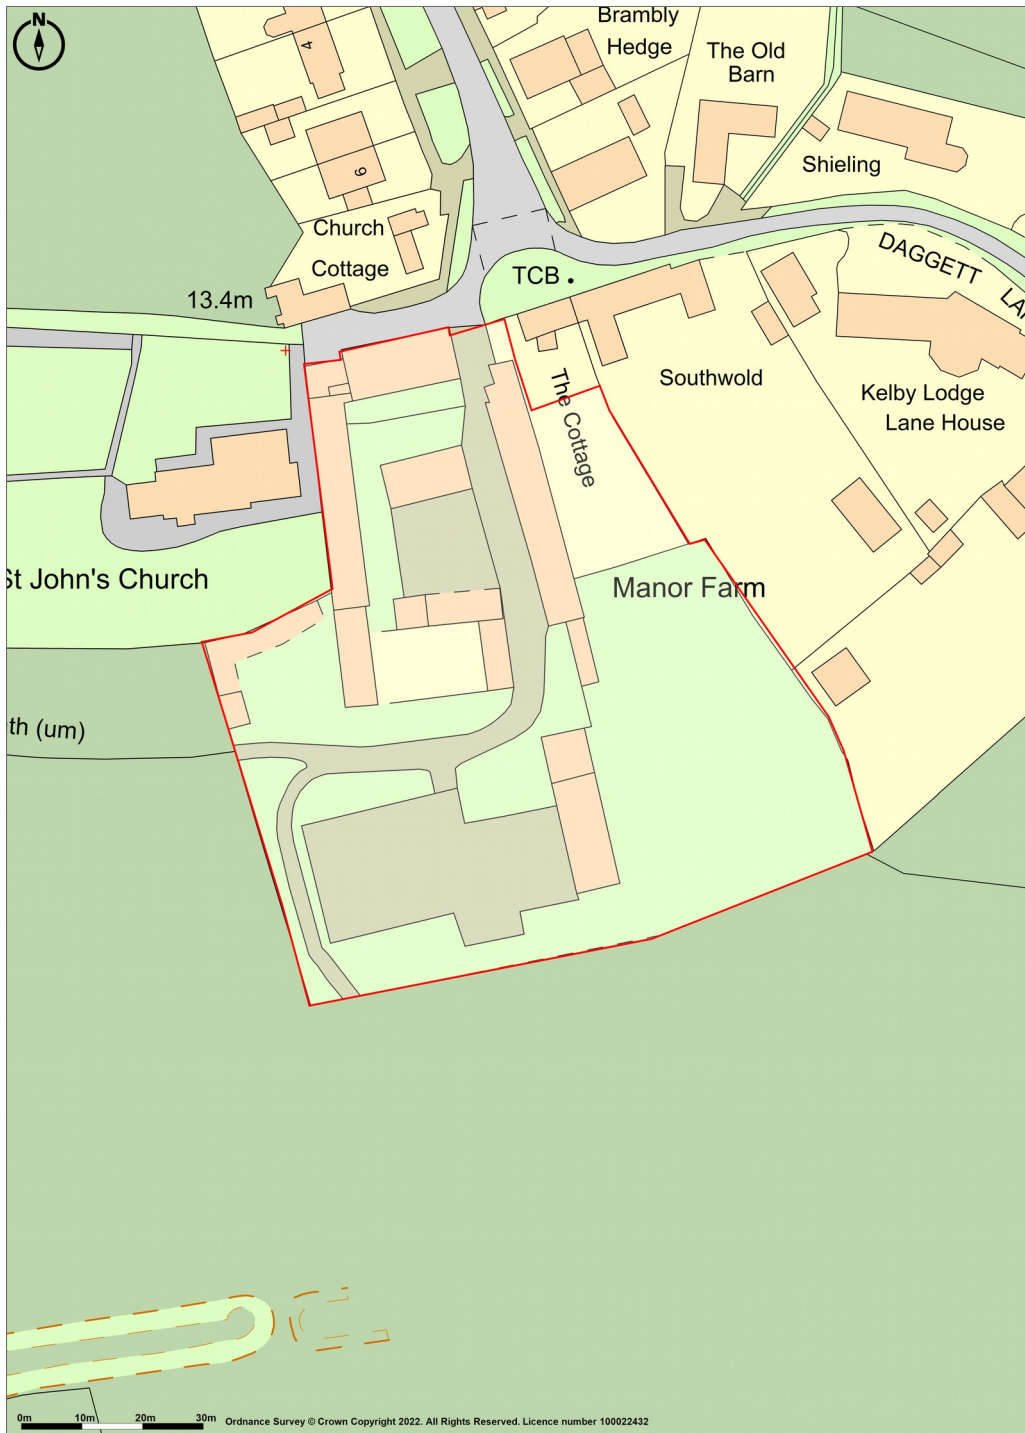 N
Brambly
Hedge
The Old
Barn
4
6
Shieling
Church
Cottage
13.4m
TCB
DAGGETT
The Cottage
Southwold
Kelby Lodge
Lane House
St John's Church
Manor Farm
th (um)
0m 10m 20m 30m
Ordnance Survey © Crown Copyright 2022. All Rights Reserved. Licence number 100022432